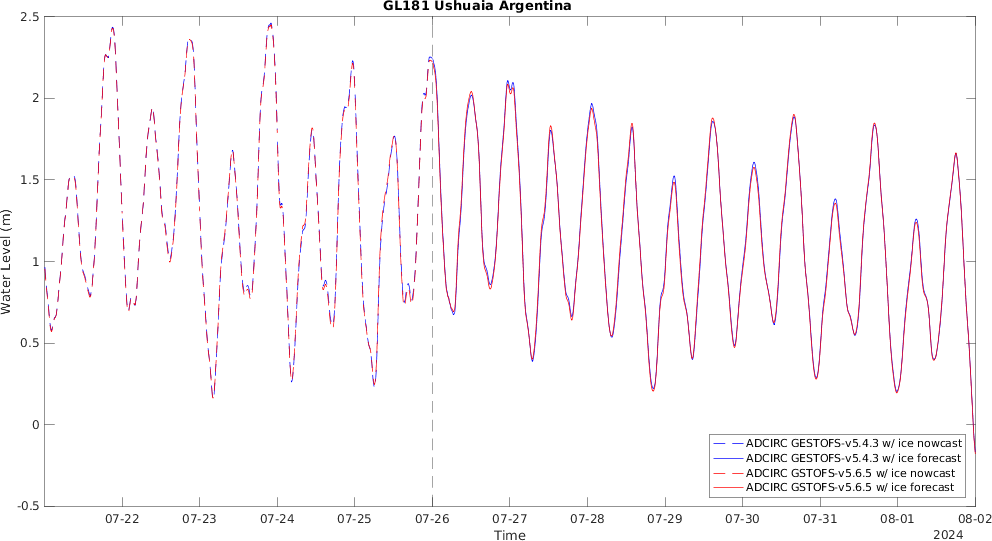 GL181 Ushuaia Argentina
2.5
2
1.5
1
0.5
0
-0.5
Water Level (m)
ADCIRC GESTOFS-v5.4.3 w/ ice nowcast
ADCIRC GESTOFS-v5.4.3 w/ ice forecast
ADCIRC GSTOFS-v5.6.5 w/ ice nowcast
ADCIRC GSTOFS-v5.6.5 w/ ice forecast
07-22 07-23 07-24 07-25 07-26 07-27 07-28 07-29 07-30 07-31 08-01 08-02
Time
2024